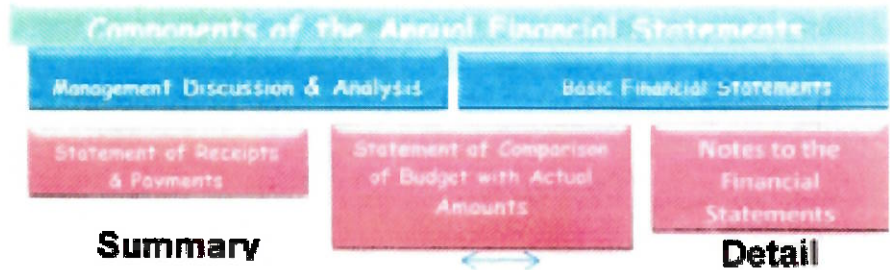 Components of the Annual Financial Statements
Management Discussion & Analysis
Basic Financial Statements
Statement of Receipts
& Payments
Statement of Comparison
of Budget with Actual
Amounts
Notes to the
Financial
Statements
Summary
Detail